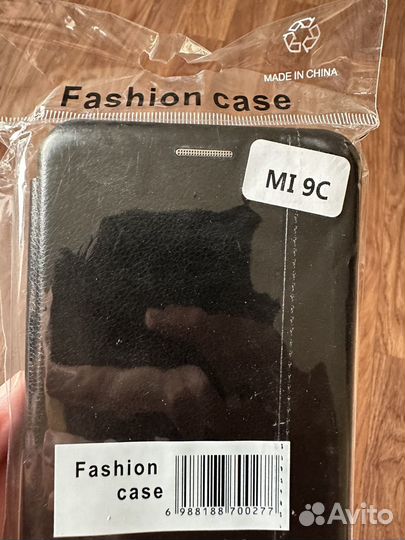 MADE IN CHINA
Fashion case
MI 9C
Fashion
case
6 988188 700277
Avito